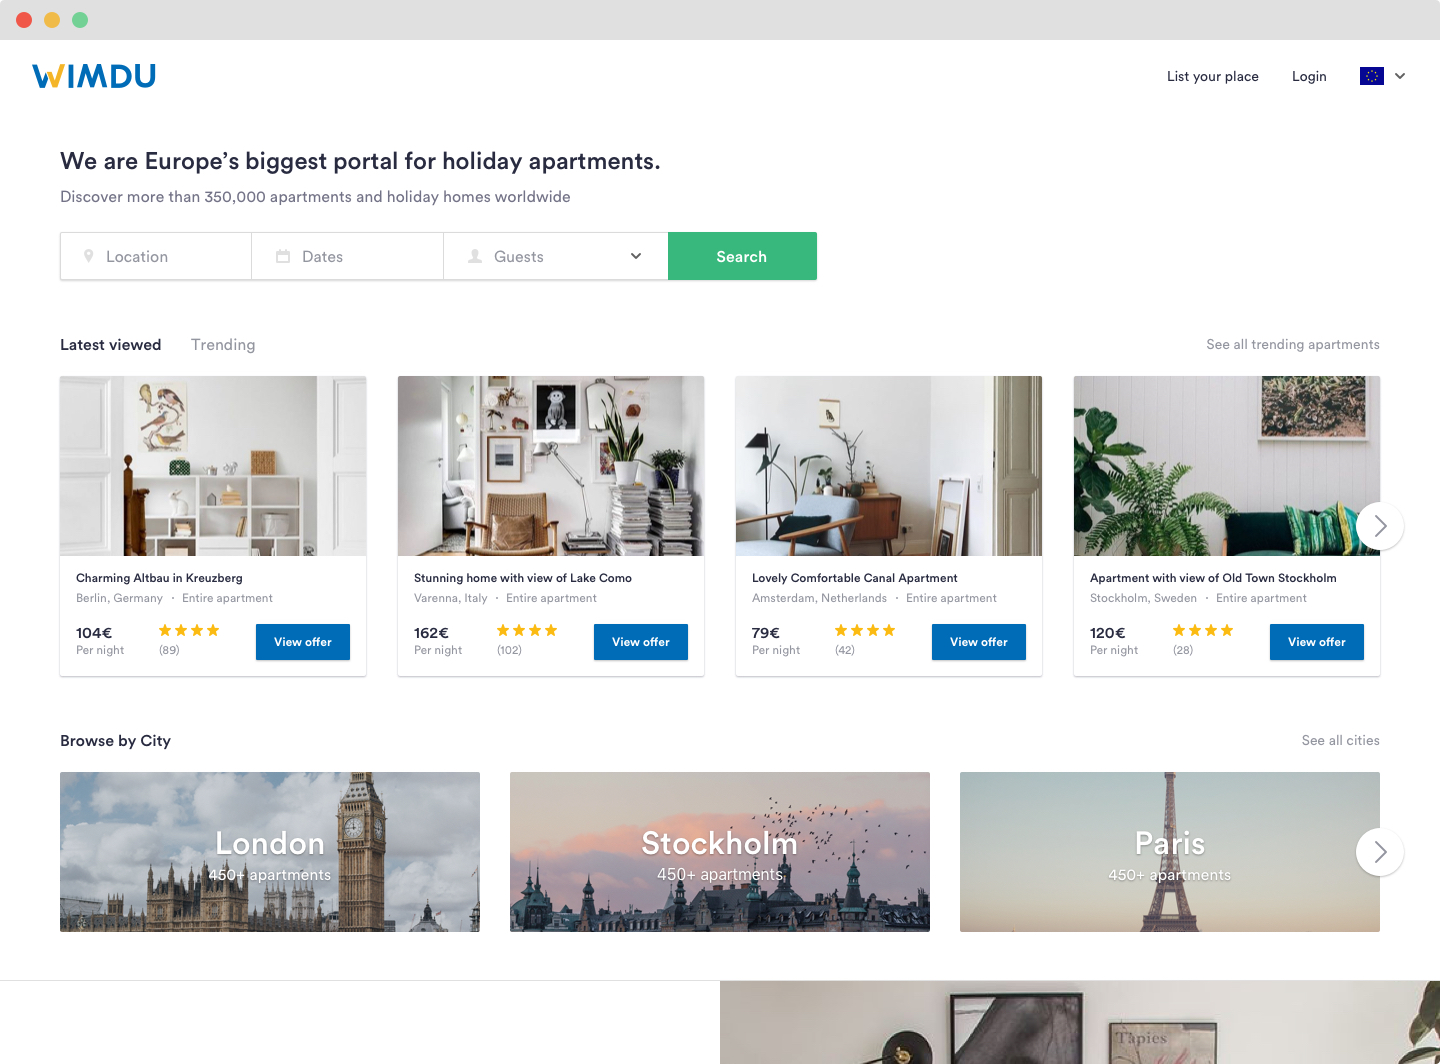 WIMDU
List your place
Login
We are Europe’s biggest portal for holiday apartments.
Discover more than 350,000 apartments and holiday homes worldwide
Location
Dates
Guests
Search
Latest viewed
Trending
See all trending apartments
Charming Altbau in Kreuzberg
Berlin, Germany · Entire apartment
104€
Per night
(89)
View offer
Stunning home with view of Lake Como
Varenna, Italy · Entire apartment
162€
Per night
(102)
View offer
Lovely Comfortable Canal Apartment
Amsterdam, Netherlands · Entire apartment
79€
Per night
(42)
View offer
Apartment with view of Old Town Stockholm
Stockholm, Sweden · Entire apartment
120€
Per night
(28)
View offer
Browse by City
See all cities
London
450+ apartments
Stockholm
450+ apartments
Paris
450+ apartments
Tàpies